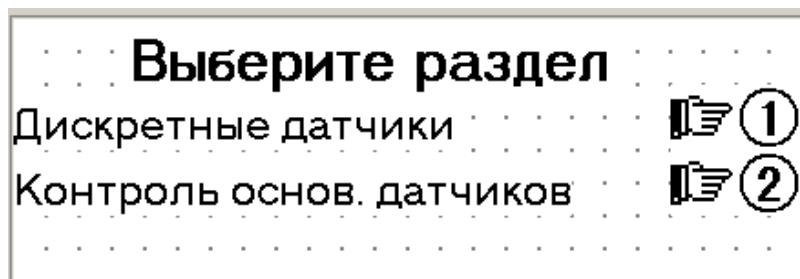 Выберите раздел
Дискретные датчики 1
Контроль основ. датчиков 2